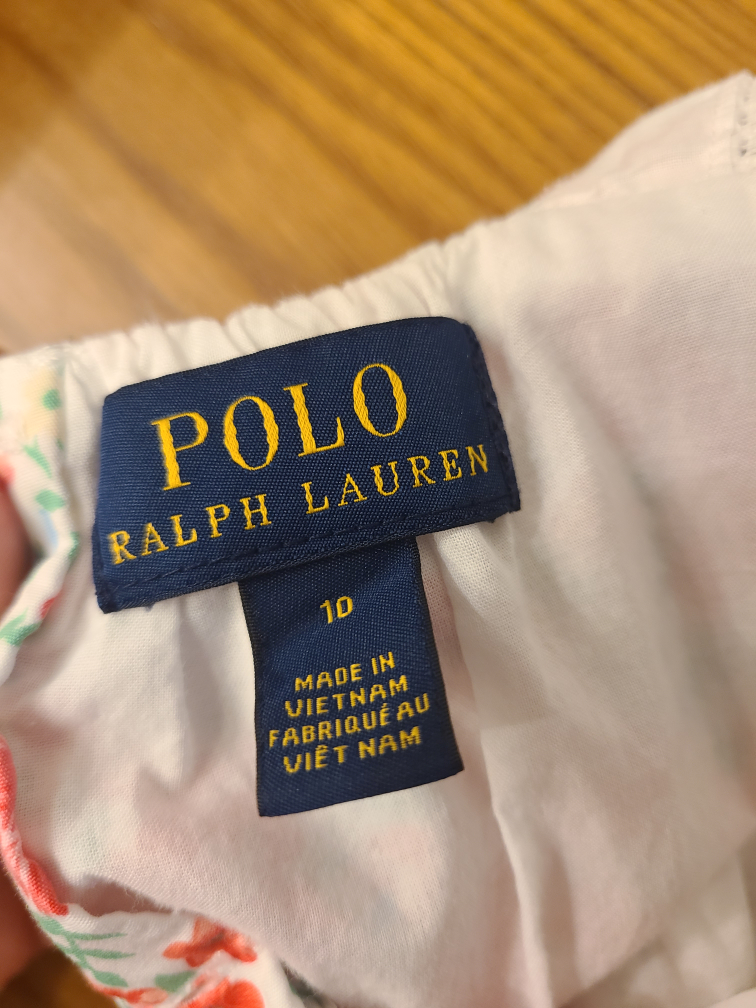 POLO
RALPH LAUREN
10
MADE IN
VIETNAM
FABRIQUÉ AU
VIÊT NAM